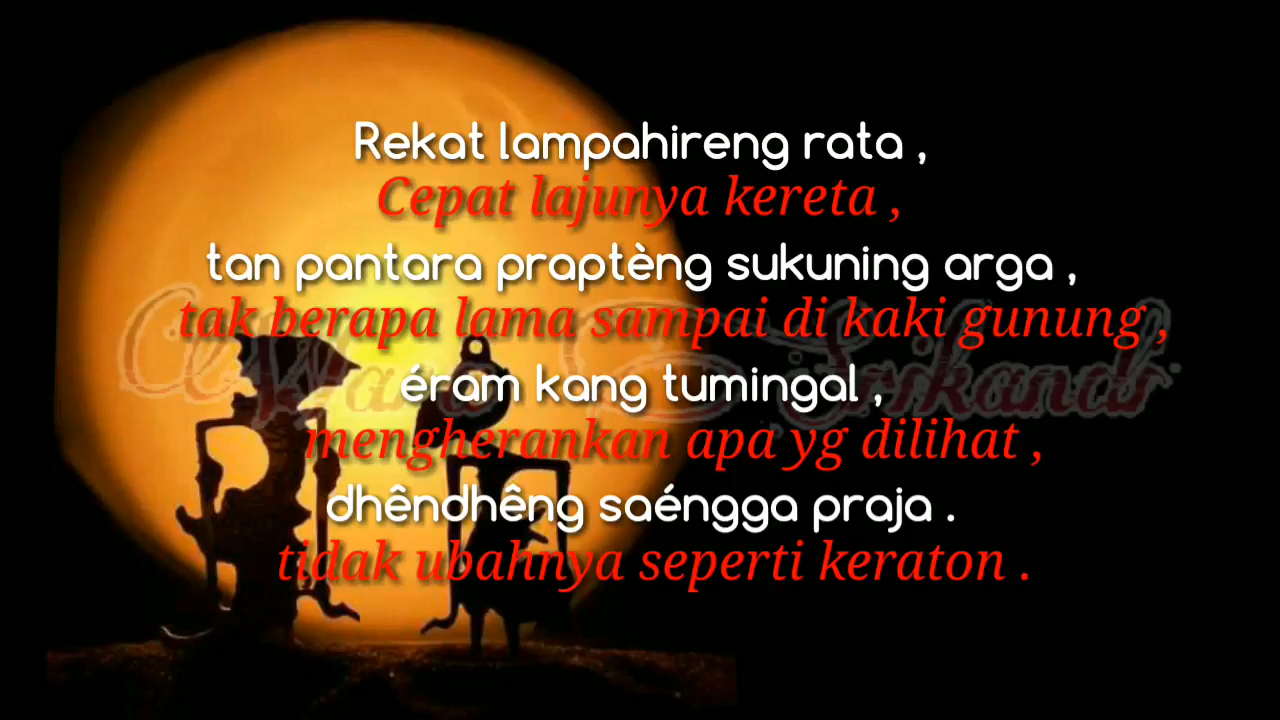 Rekat lampahireng rata ,
Cepat lajunya kereta ,
tan pantara praptèng sukuning arga ,
tak berapa lama sampai di kaki gunung ,
éram kang tumingal ,
mengherankan apa yg dilihat ,
dhêndhêng saéngga praja .
tidak ubahnya seperti keraton .
Srikandi